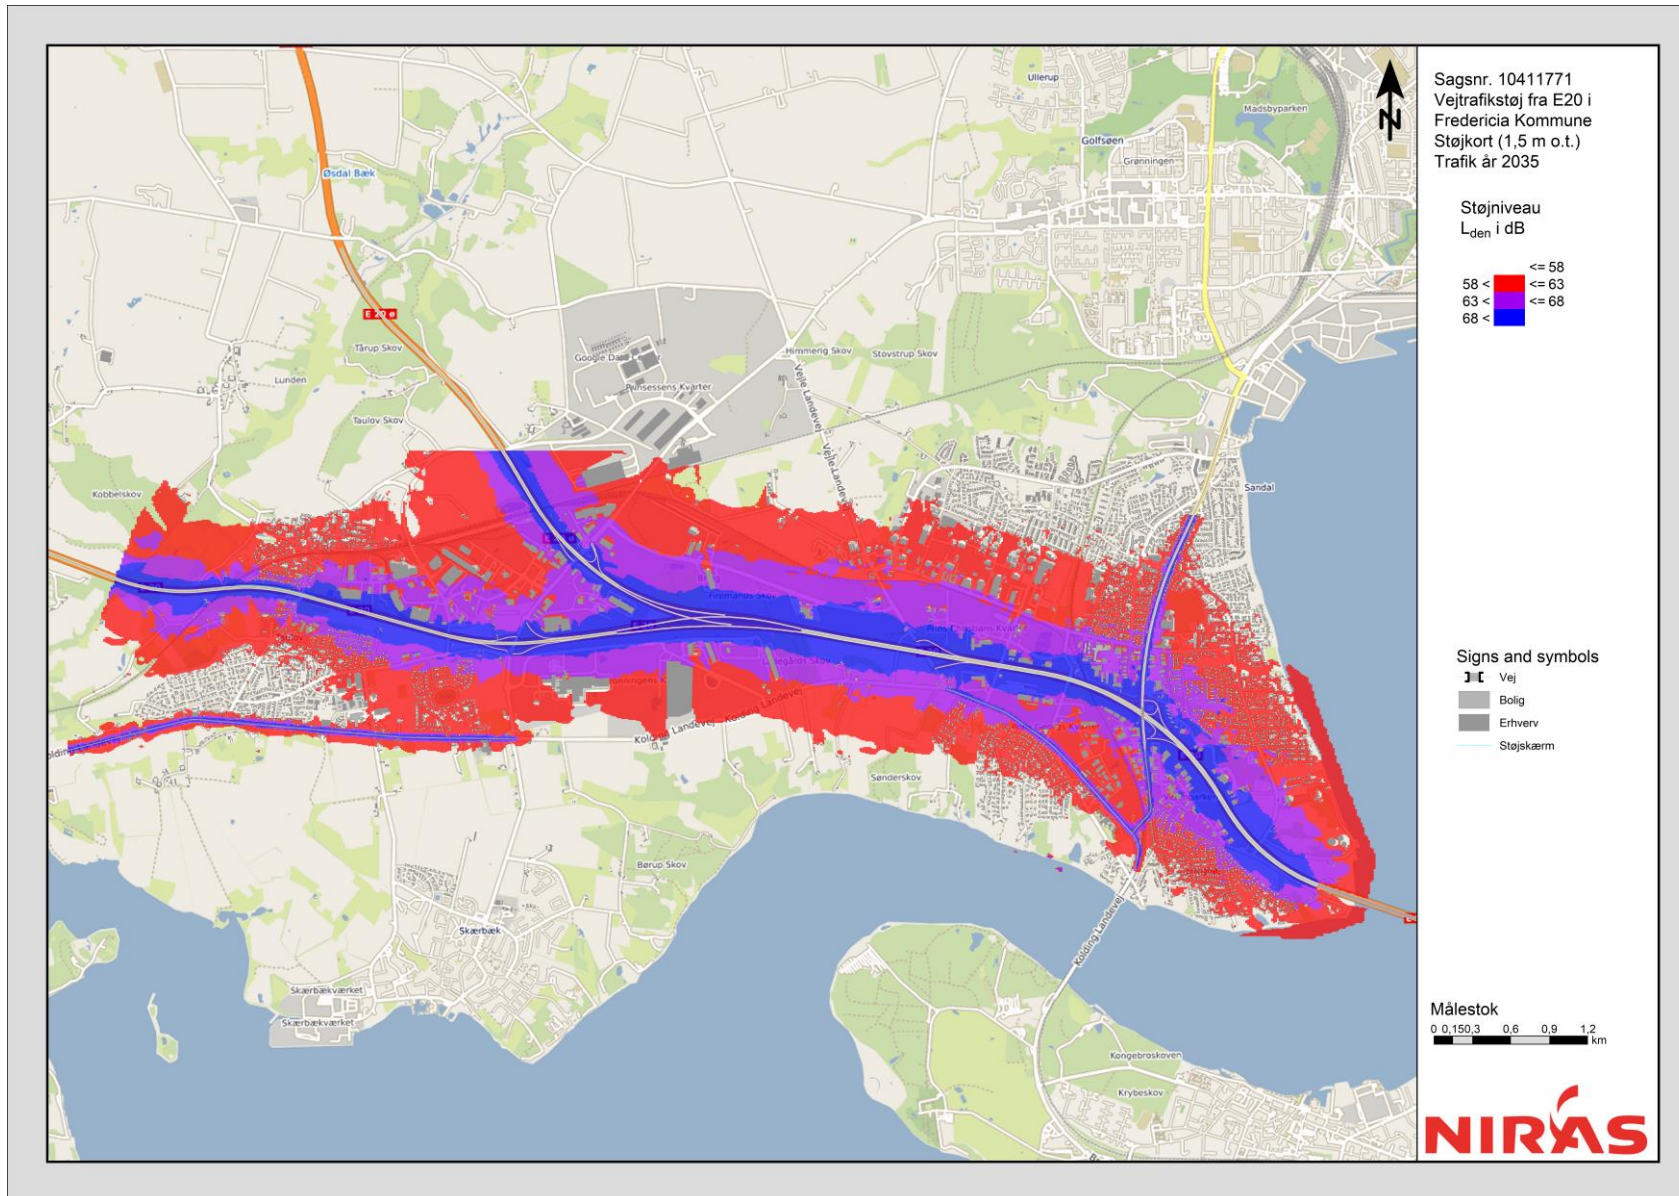 Ullerup
Madsbyparken
Golfsøen
Grønningen
Øsdal Bæk
E 20 ø
Tårup Skov
Lunden
Himmerig Skov
Stovstrup Skov
Prinsessens Kvarter
Vejle Landevej
Vejle Landevej
Taulov Skov
Kobbelskov
Sandal
Kolding Landevej
Kolding Landevej
Sønderskov
Børup Skov
Skærbæk
Kolding Landevej
Skærbækværket
Skærbækværket
Kongebroskoven
Krybeskov
N
Sagsnr. 10411771
Vejtrafikstøj fra E20 i
Fredericia Kommune
Støjkort (1,5 m o.t.)
Trafik år 2035
Støjniveau
Lden i dB
<= 58
58 < <= 63
63 < <= 68
68 <
Signs and symbols
Vej
Bolig
Erhverv
Støjskærm
Målestok
0 0,150,3 0,6 0,9 1,2
km
NIRAS